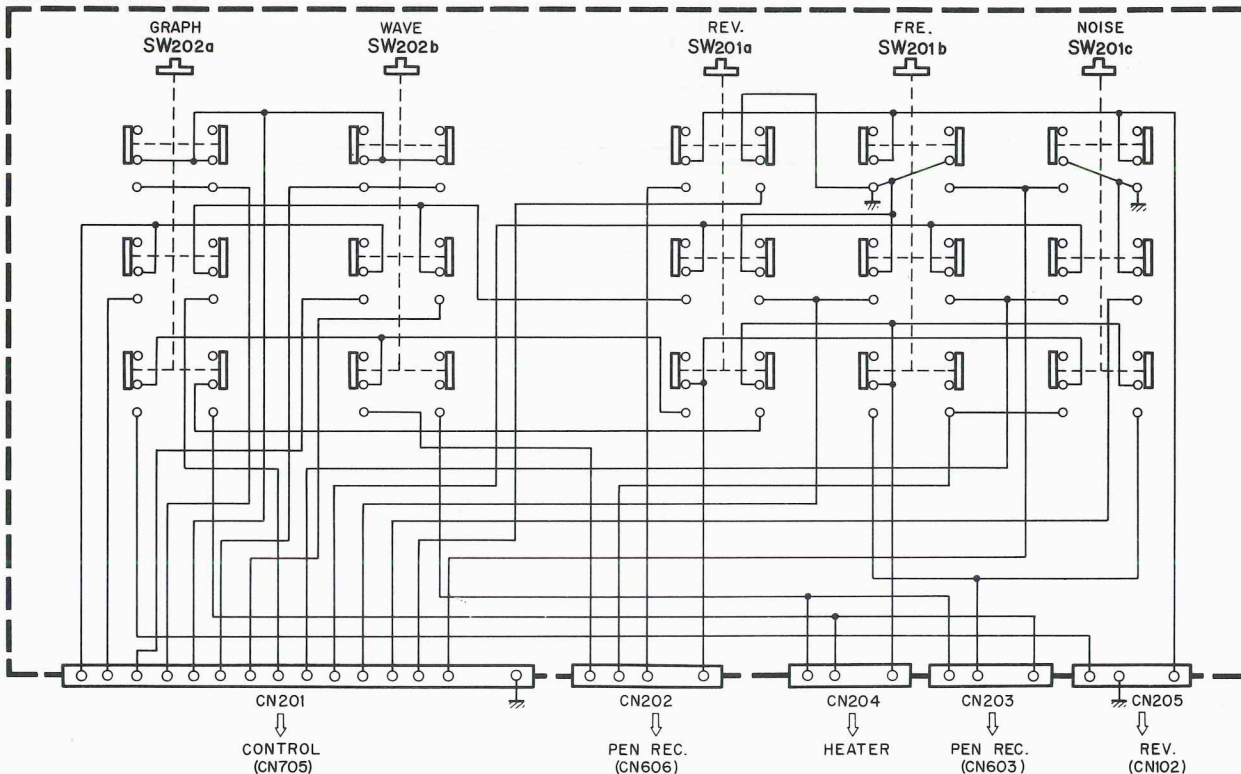 GRAPH
SW202a
WAVE
SW202b
REV.
SW201a
FRE.
SW201b
NOISE
SW201c
CN201
CONTROL
(CN705)
CN202
PEN REC.
(CN606)
CN204
HEATER
CN203
PEN REC.
(CN603)
CN205
REV.
(CN102)